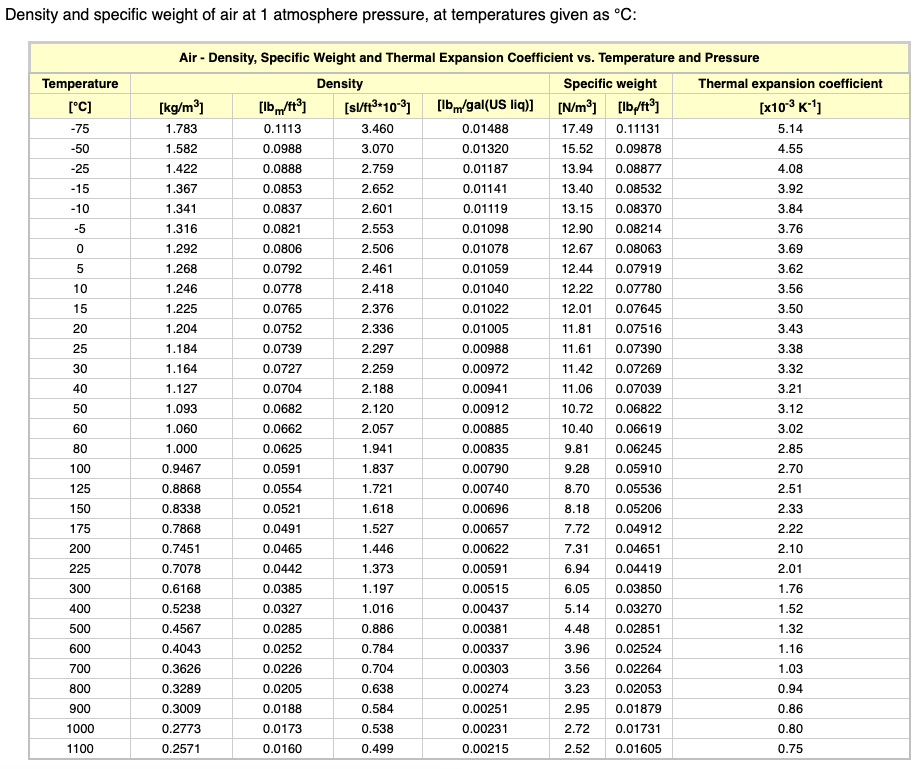 Density and specific weight of air at 1 atmosphere pressure, at temperatures given as °C:
Air - Density, Specific Weight and Thermal Expansion Coefficient vs. Temperature and Pressure
Temperature Density Specific weight Thermal expansion coefficient
[°C] [kg/m³] [lbm/ft³] [sl/ft³*10⁻³] [lbm/gal(US liq)] [N/m³] [lbf/ft³] [x10⁻³ K⁻¹]
-75 1.783 0.1113 3.460 0.01488 17.49 0.11131 5.14
-50 1.582 0.0988 3.070 0.01320 15.52 0.09878 4.55
-25 1.422 0.0888 2.759 0.01187 13.94 0.08877 4.08
-15 1.367 0.0853 2.652 0.01141 13.40 0.08532 3.92
-10 1.341 0.0837 2.601 0.01119 13.15 0.08370 3.84
-5 1.316 0.0821 2.553 0.01098 12.90 0.08214 3.76
0 1.292 0.0806 2.506 0.01078 12.67 0.08063 3.69
5 1.268 0.0792 2.461 0.01059 12.44 0.07919 3.62
10 1.246 0.0778 2.418 0.01040 12.22 0.07780 3.56
15 1.225 0.0765 2.376 0.01022 12.01 0.07645 3.50
20 1.204 0.0752 2.336 0.01005 11.81 0.07516 3.43
25 1.184 0.0739 2.297 0.00988 11.61 0.07390 3.38
30 1.164 0.0727 2.259 0.00972 11.42 0.07269 3.32
40 1.127 0.0704 2.188 0.00941 11.06 0.07039 3.21
50 1.093 0.0682 2.120 0.00912 10.72 0.06822 3.12
60 1.060 0.0662 2.057 0.00885 10.40 0.06619 3.02
80 1.000 0.0625 1.941 0.00835 9.81 0.06245 2.85
100 0.9467 0.0591 1.837 0.00790 9.28 0.05910 2.70
125 0.8868 0.0554 1.721 0.00740 8.70 0.05536 2.51
150 0.8338 0.0521 1.618 0.00696 8.18 0.05206 2.33
175 0.7868 0.0491 1.527 0.00657 7.72 0.04912 2.22
200 0.7451 0.0465 1.446 0.00622 7.31 0.04651 2.10
225 0.7078 0.0442 1.373 0.00591 6.94 0.04419 2.01
300 0.6168 0.0385 1.197 0.00515 6.05 0.03850 1.76
400 0.5238 0.0327 1.016 0.00437 5.14 0.03270 1.52
500 0.4567 0.0285 0.886 0.00381 4.48 0.02851 1.32
600 0.4043 0.0252 0.784 0.00337 3.96 0.02524 1.16
700 0.3626 0.0226 0.704 0.00303 3.56 0.02264 1.03
800 0.3289 0.0205 0.638 0.00274 3.23 0.02053 0.94
900 0.3009 0.0188 0.584 0.00251 2.95 0.01879 0.86
1000 0.2773 0.0173 0.538 0.00231 2.72 0.01731 0.80
1100 0.2571 0.0160 0.499 0.00215 2.52 0.01605 0.75